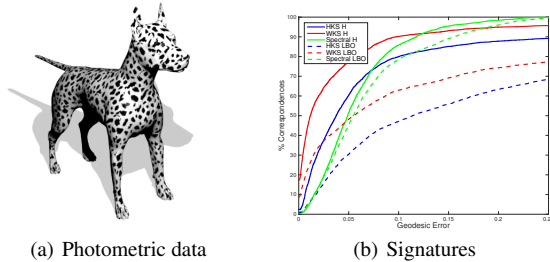 HKS H
WKS H
Spectral H
HKS LBO
WKS LBO
Spectral LBO
100
90
80
70
60
50
40
30
20
10
0
% Correspondences
0
0.05
0.1
0.15
0.2
0.25
Geodesic Error
(a) Photometric data
(b) Signatures